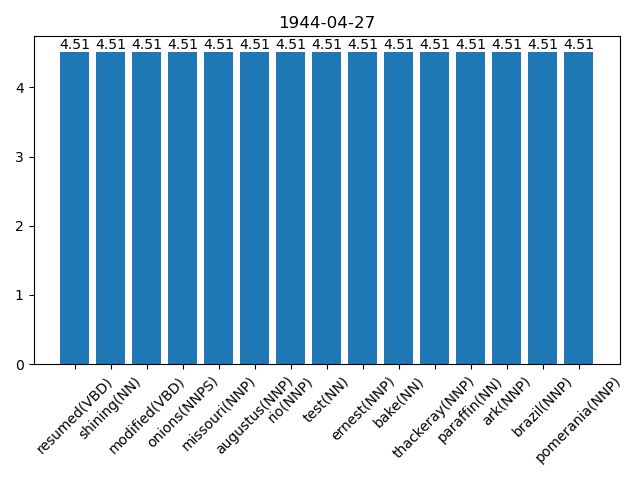 1944-04-27
4.51 4.51 4.51 4.51 4.51 4.51 4.51 4.51 4.51 4.51 4.51 4.51 4.51 4.51 4.51
4
3
2
1
0
resumed(VBD)
shining(NN)
modified(VBD)
onions(NNPS)
missouri(NNP)
augustus(NNP)
rio(NNP)
test(NN)
ernest(NNP)
bake(NN)
thackeray(NNP)
paraffin(NN)
ark(NNP)
brazil(NNP)
pomerania(NNP)